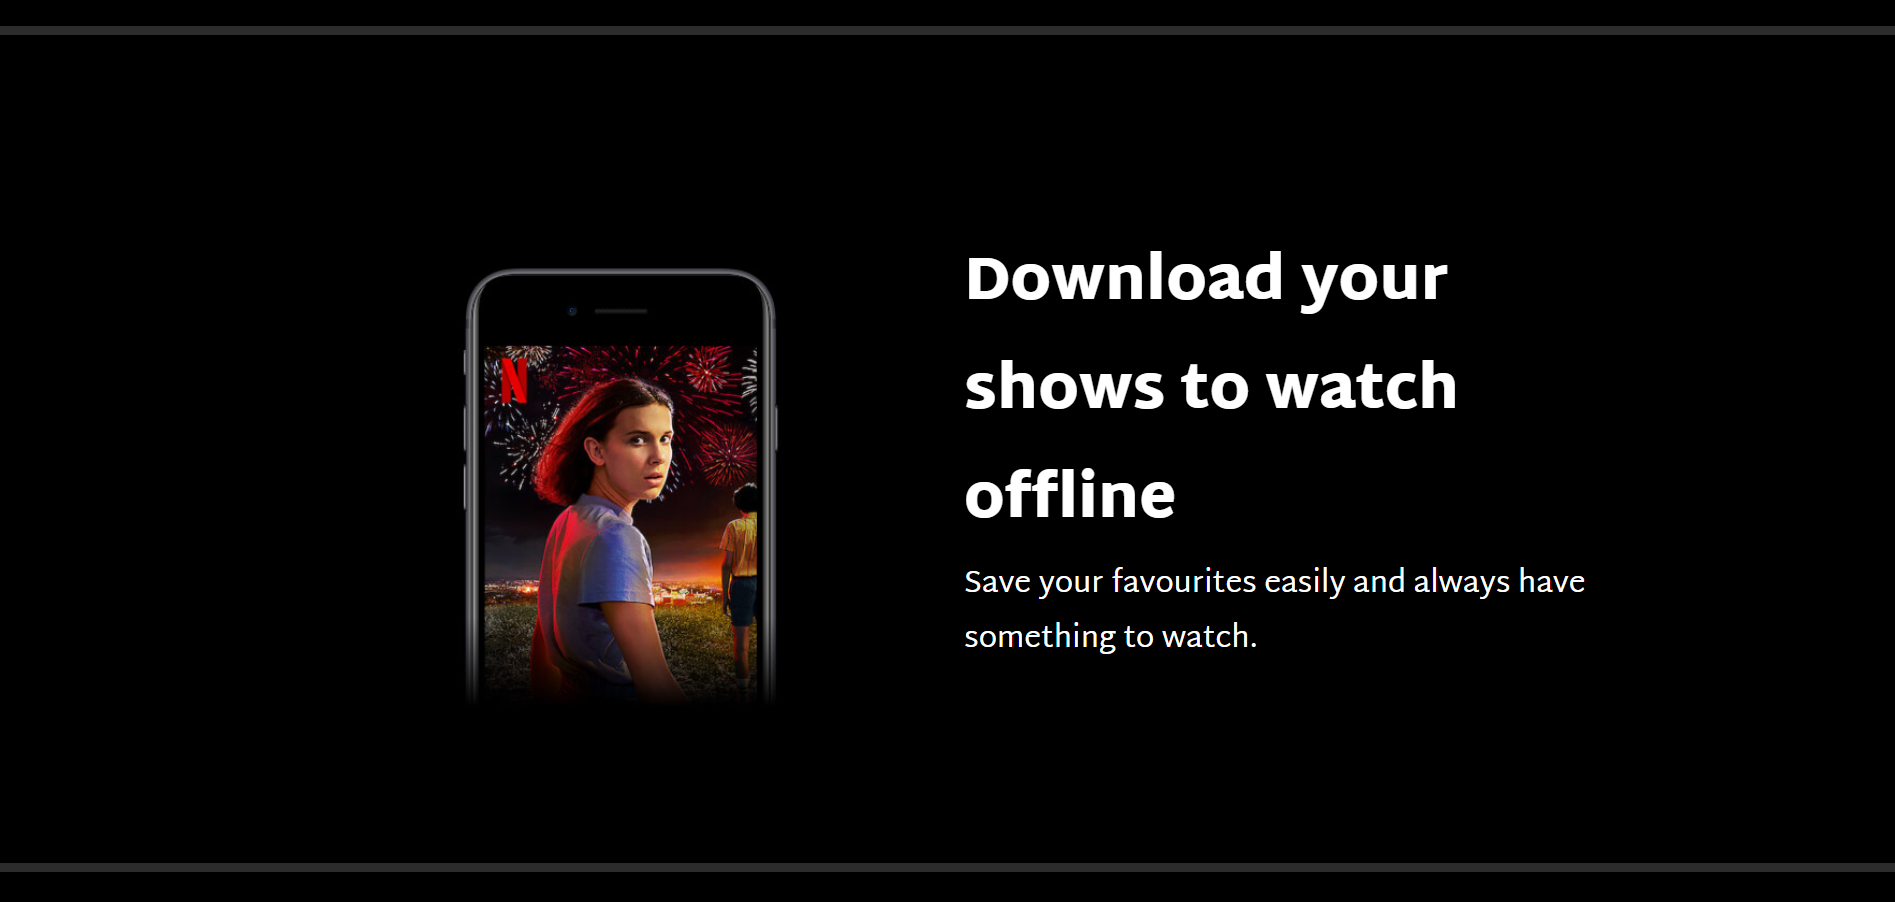 N
Download your
shows to watch
offline
Save your favourites easily and always have
something to watch.